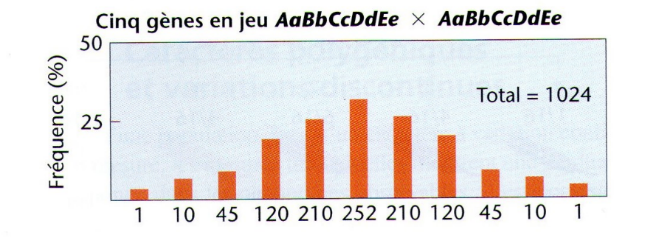 Cinq gènes en jeu AaBbCcDdEe × AaBbCcDdEe
50
Fréquence (%)
Total = 1024
25
1 10 45 120 210 252 210 120 45 10 1